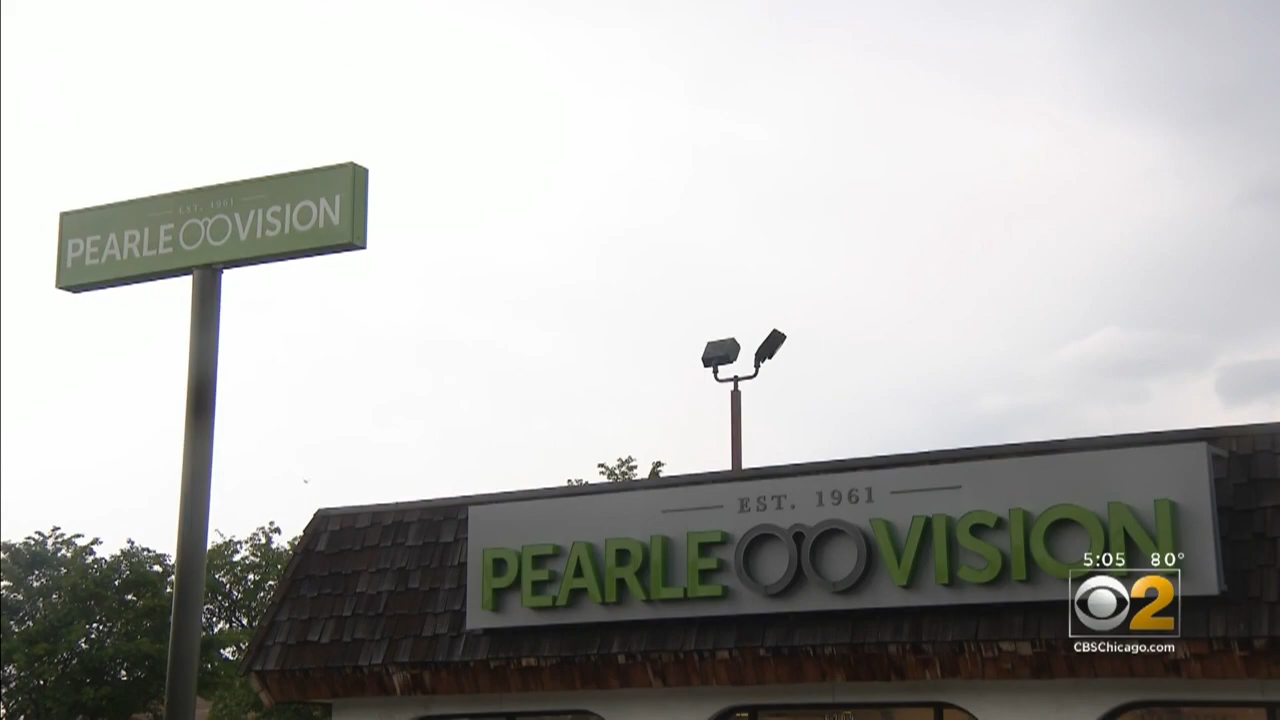 EST. 1961
PEARLE VISION
EST. 1961
PEARLE VISION
5:05 80°
2
CBSChicago.com